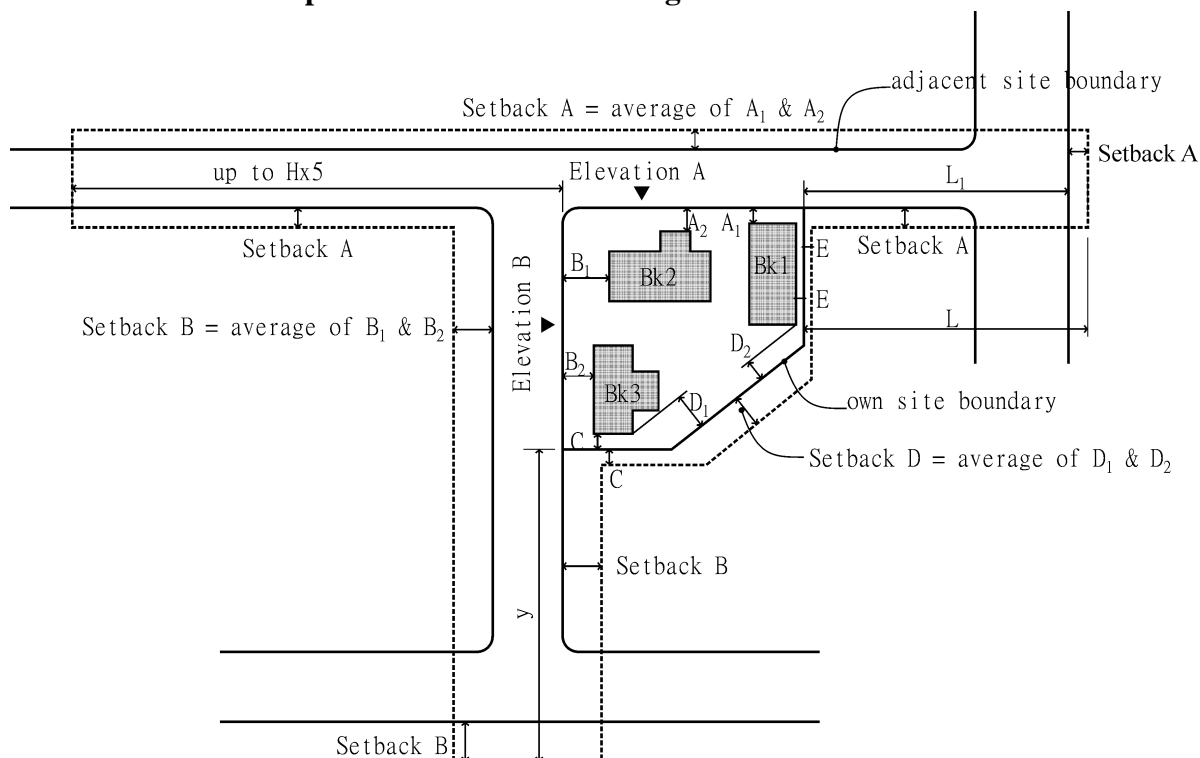 adjacent site boundary
Setback A = average of A₁ & A₂
Setback A
up to Hx5
Elevation A
L₁
Setback A
A₂
A₁
Setback A
E
Bk1
B₁
Bk2
E
Elevation B
Setback B = average of B₁ & B₂
L
D₂
B₂
Bk3
D₁
own site boundary
C
Setback D = average of D₁ & D₂
C
Setback B
y
Setback B